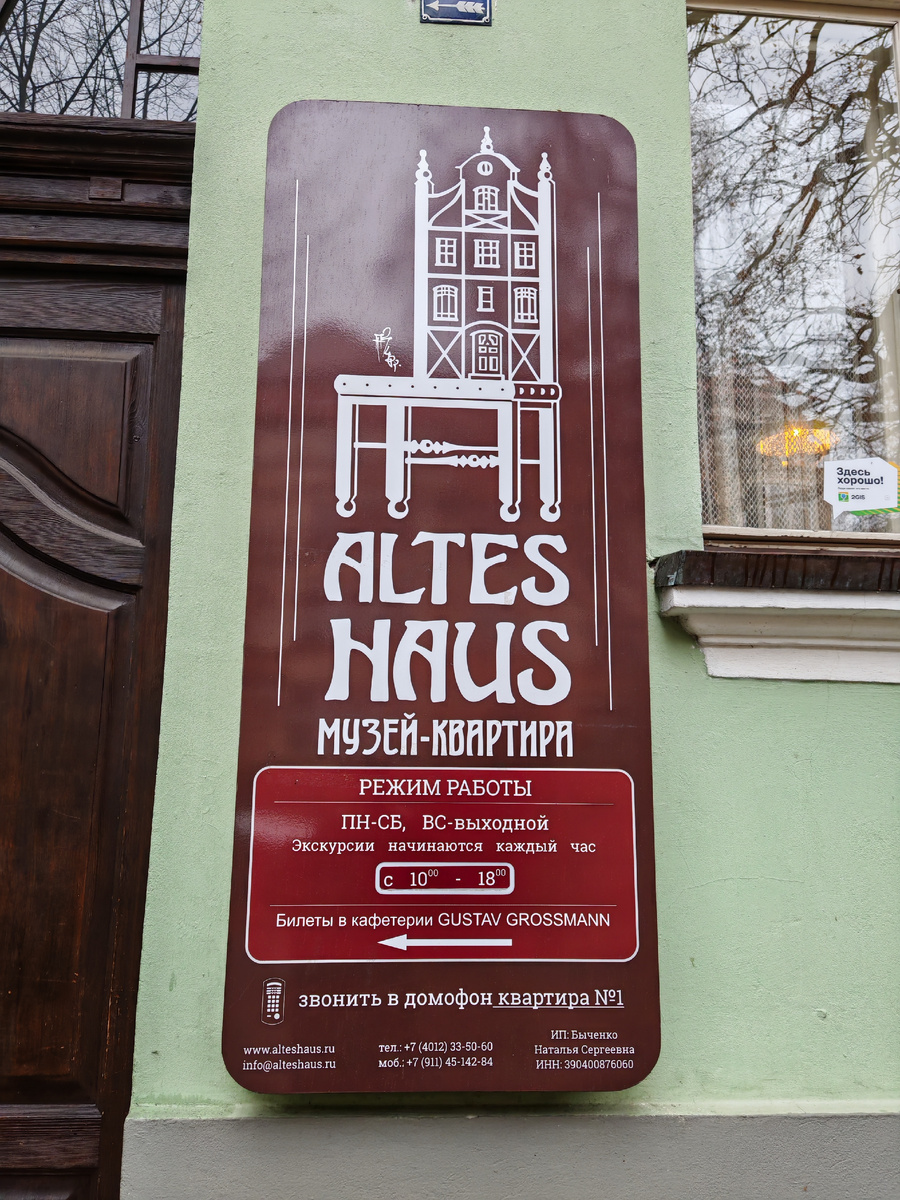 ALTES
HAUS
МУЗЕЙ-КВАРТИРА
РЕЖИМ РАБОТЫ
ПН-СБ, ВС-выходной
Экскурсии начинаются каждый час
с 10⁰⁰ - 18⁰⁰
Билеты в кафетерии GUSTAV GROSSMANN
звонить в домофон квартира №1
www.alteshaus.ru
info@alteshaus.ru
тел.: +7 (4012) 33-50-60
моб.: +7 (911) 45-142-84
ИП: Быченко
Наталья Сергеевна
ИНН: 390400876060
Здесь
хорошо!
2GIS